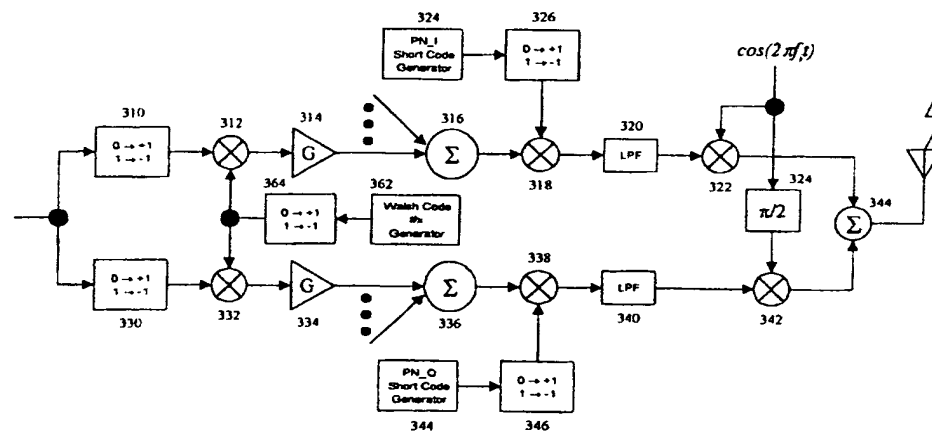 324
326
PN_I
Short Code
Generator
0→+1
1→-1
cos(2πf t)
310
312
314
316
320
0→+1
1→-1
G
Σ
LPF
318
322
324
364
362
344
0→+1
1→-1
Walsh Code
Generator
π/2
Σ
338
0→+1
1→-1
G
Σ
LPF
330
332
334
336
340
342
PN_Q
Short Code
Generator
0→+1
1→-1
344
346